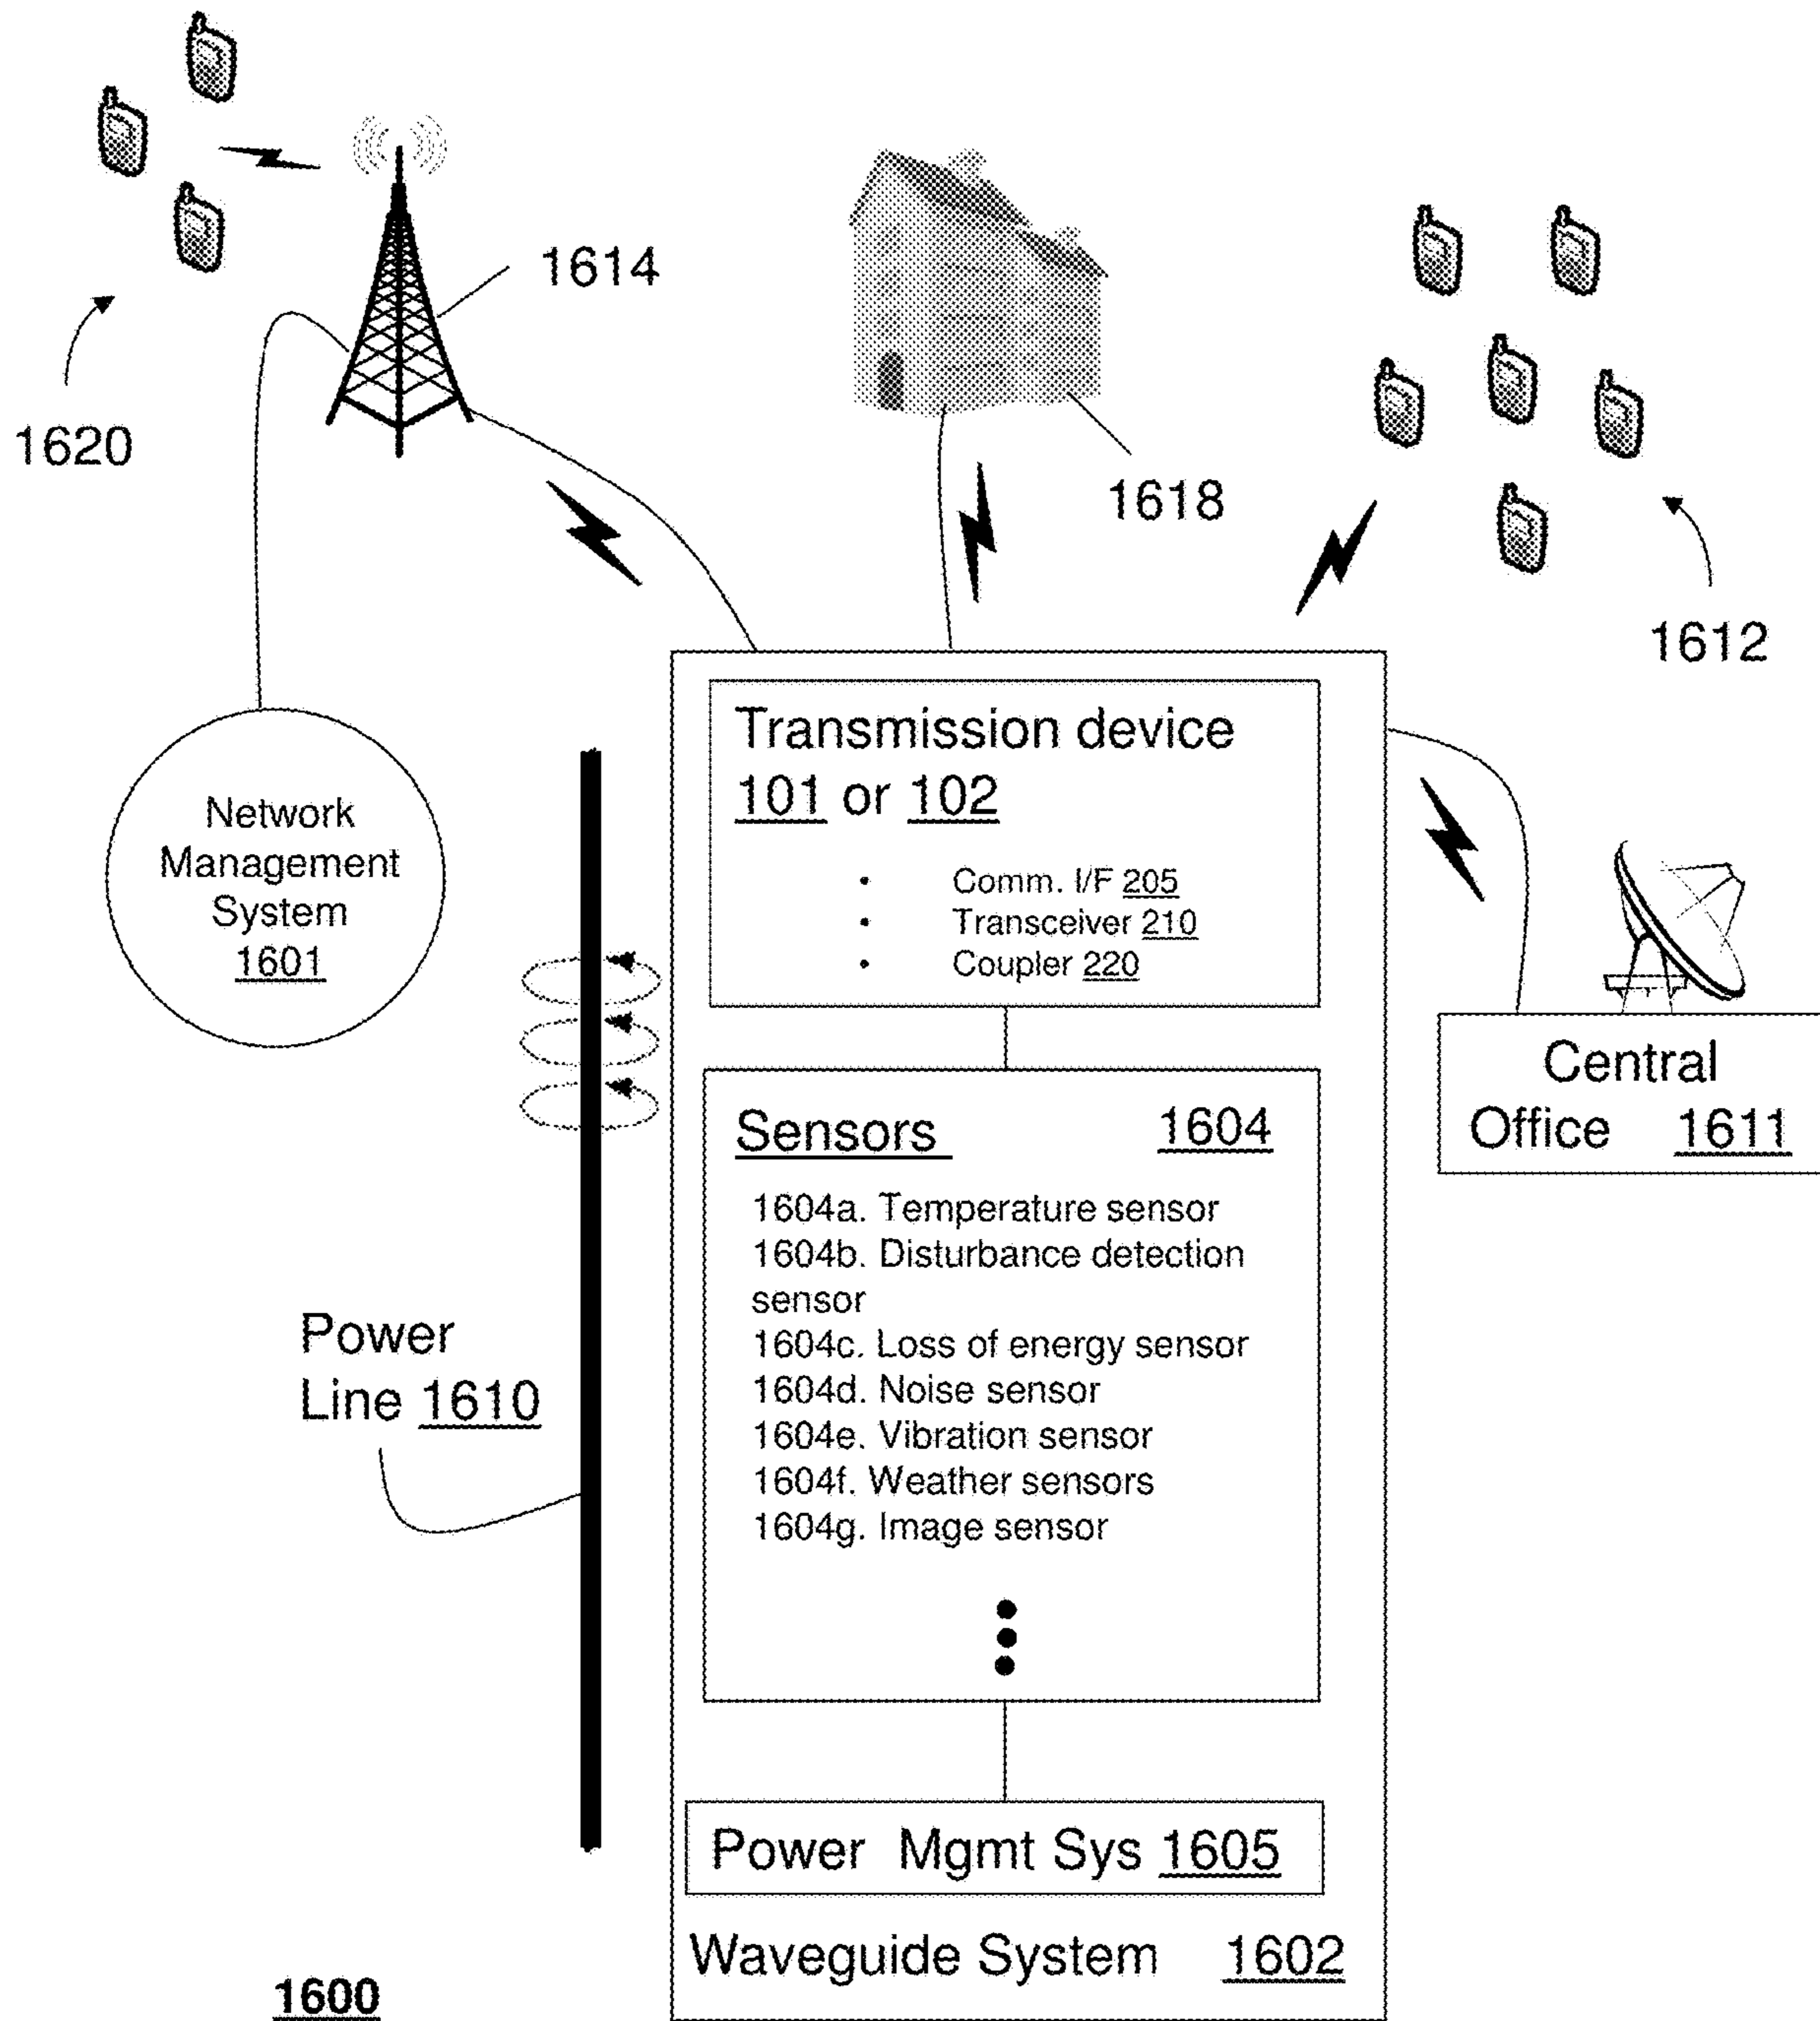 1614
1620
1618
1612
Network
Management
System
1601
Transmission device
101 or 102
• Comm. I/F 205
• Transceiver 210
• Coupler 220
Central
Office 1611
Sensors 1604
1604a. Temperature sensor
1604b. Disturbance detection
sensor
1604c. Loss of energy sensor
1604d. Noise sensor
1604e. Vibration sensor
1604f. Weather sensors
1604g. Image sensor
Power
Line 1610
Power Mgmt Sys 1605
Waveguide System 1602
1600